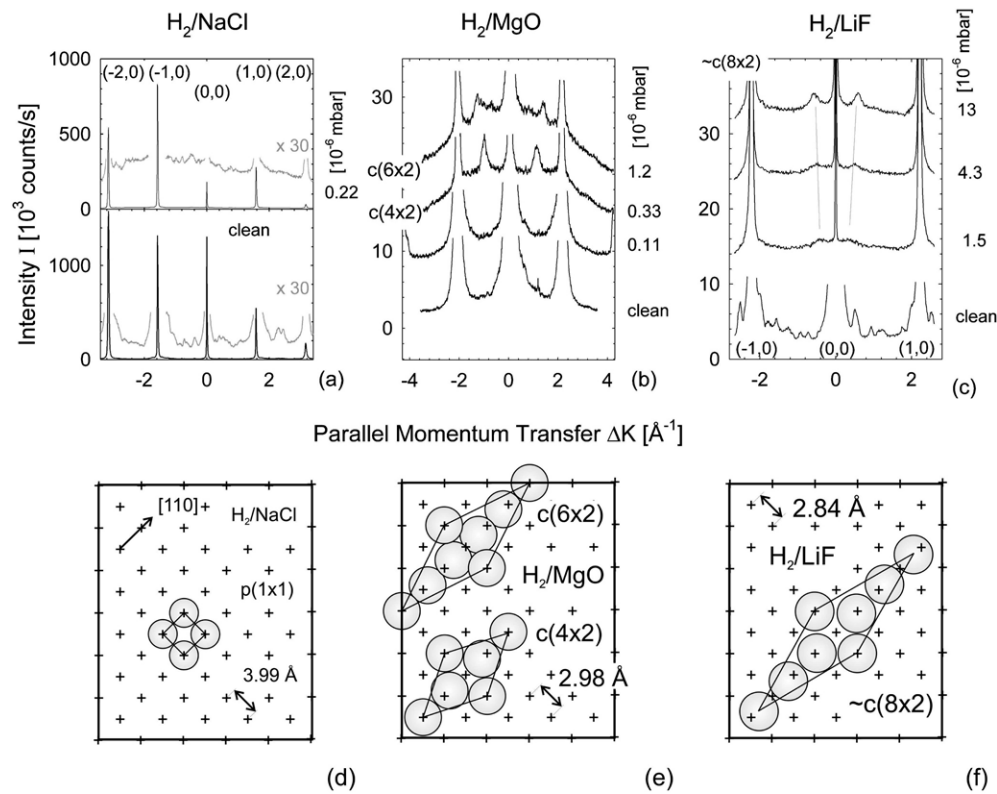 H₂/NaCl
H₂/MgO
H₂/LiF
Intensity I [10³ counts/s]
1000
(-2,0) (-1,0) (1,0) (2,0)
(0,0)
500
x 30
0
0.22
[10⁻⁶ mbar]
clean
1000
x 30
0
-2 0 2
(a)
30
c(6x2)
c(4x2)
10
0
1.2
0.33
0.11
clean
[10⁻⁶ mbar]
-4 -2 0 2 4
(b)
~c(8x2)
[10⁻⁶ mbar]
40
30
20
10
0
13
4.3
1.5
clean
(-1,0) (0,0) (1,0)
-2 0 2
(c)
Parallel Momentum Transfer ΔK [Å⁻¹]
[110]
H₂/NaCl
p(1x1)
3.99 Å
(d)
c(6x2)
H₂/MgO
c(4x2)
2.98 Å
(e)
2.84 Å
H₂/LiF
~c(8x2)
(f)